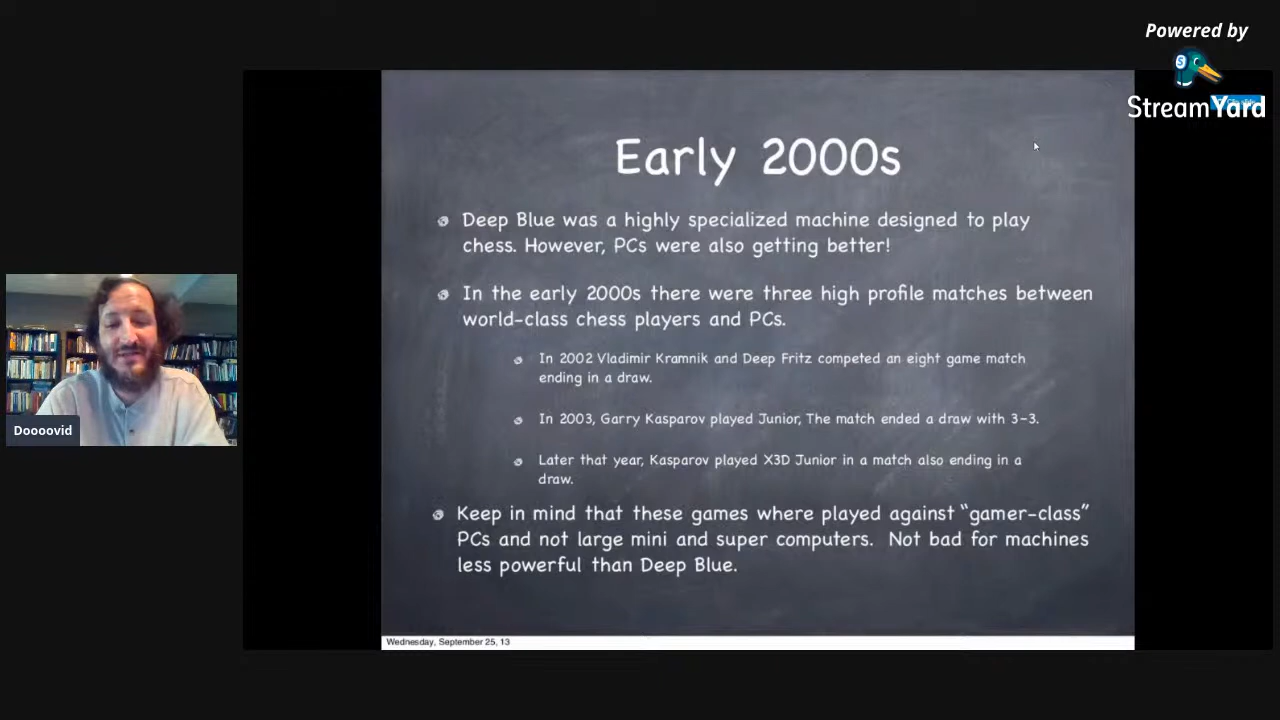 Powered by
StreamYard
Early 2000s
Deep Blue was a highly specialized machine designed to play
chess. However, PCs were also getting better!
In the early 2000s there were three high profile matches between
world-class chess players and PCs.
In 2002 Vladimir Kramnik and Deep Fritz competed an eight game match
ending in a draw.
In 2003, Garry Kasparov played Junior, The match ended a draw with 3-3.
Later that year, Kasparov played X3D Junior in a match also ending in a
draw.
Keep in mind that these games where played against “gamer-class”
PCs and not large mini and super computers. Not bad for machines
less powerful than Deep Blue.
Doooovid
Wednesday, September 25, 13